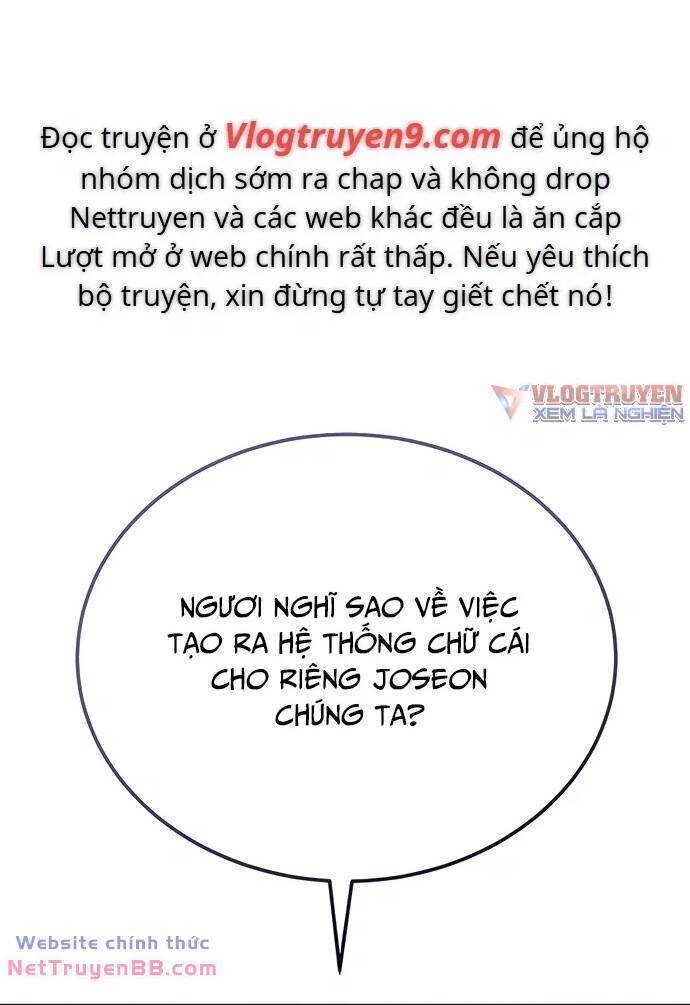 Đọc truyện ở Vlogtruyen9.com để ủng hộ
nhóm dịch sớm ra chap và không drop
Nettruyen và các web khác đều là ăn cắp
Lượt mở ở web chính rất thấp. Nếu yêu thích
bộ truyện, xin đừng tự tay giết chết nó!
VLOGTRUYEN
XEM LÀ NGHIỆN
NGƯƠI NGHĨ SAO VỀ VIỆC
TẠO RA HỆ THỐNG CHỮ CÁI
CHO RIÊNG JOSEON
CHÚNG TA?
Website chính thức
NetTruyenBB.com